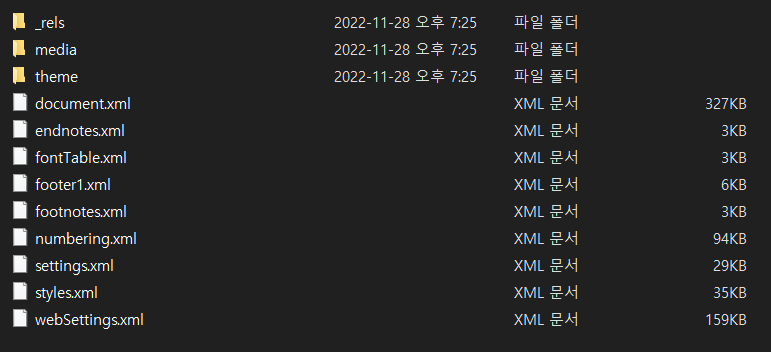 _rels 2022-11-28 오후 7:25 파일 폴더
media 2022-11-28 오후 7:25 파일 폴더
theme 2022-11-28 오후 7:25 파일 폴더
document.xml XML 문서 327KB
endnotes.xml XML 문서 3KB
fontTable.xml XML 문서 3KB
footer1.xml XML 문서 6KB
footnotes.xml XML 문서 3KB
numbering.xml XML 문서 94KB
settings.xml XML 문서 29KB
styles.xml XML 문서 35KB
webSettings.xml XML 문서 159KB